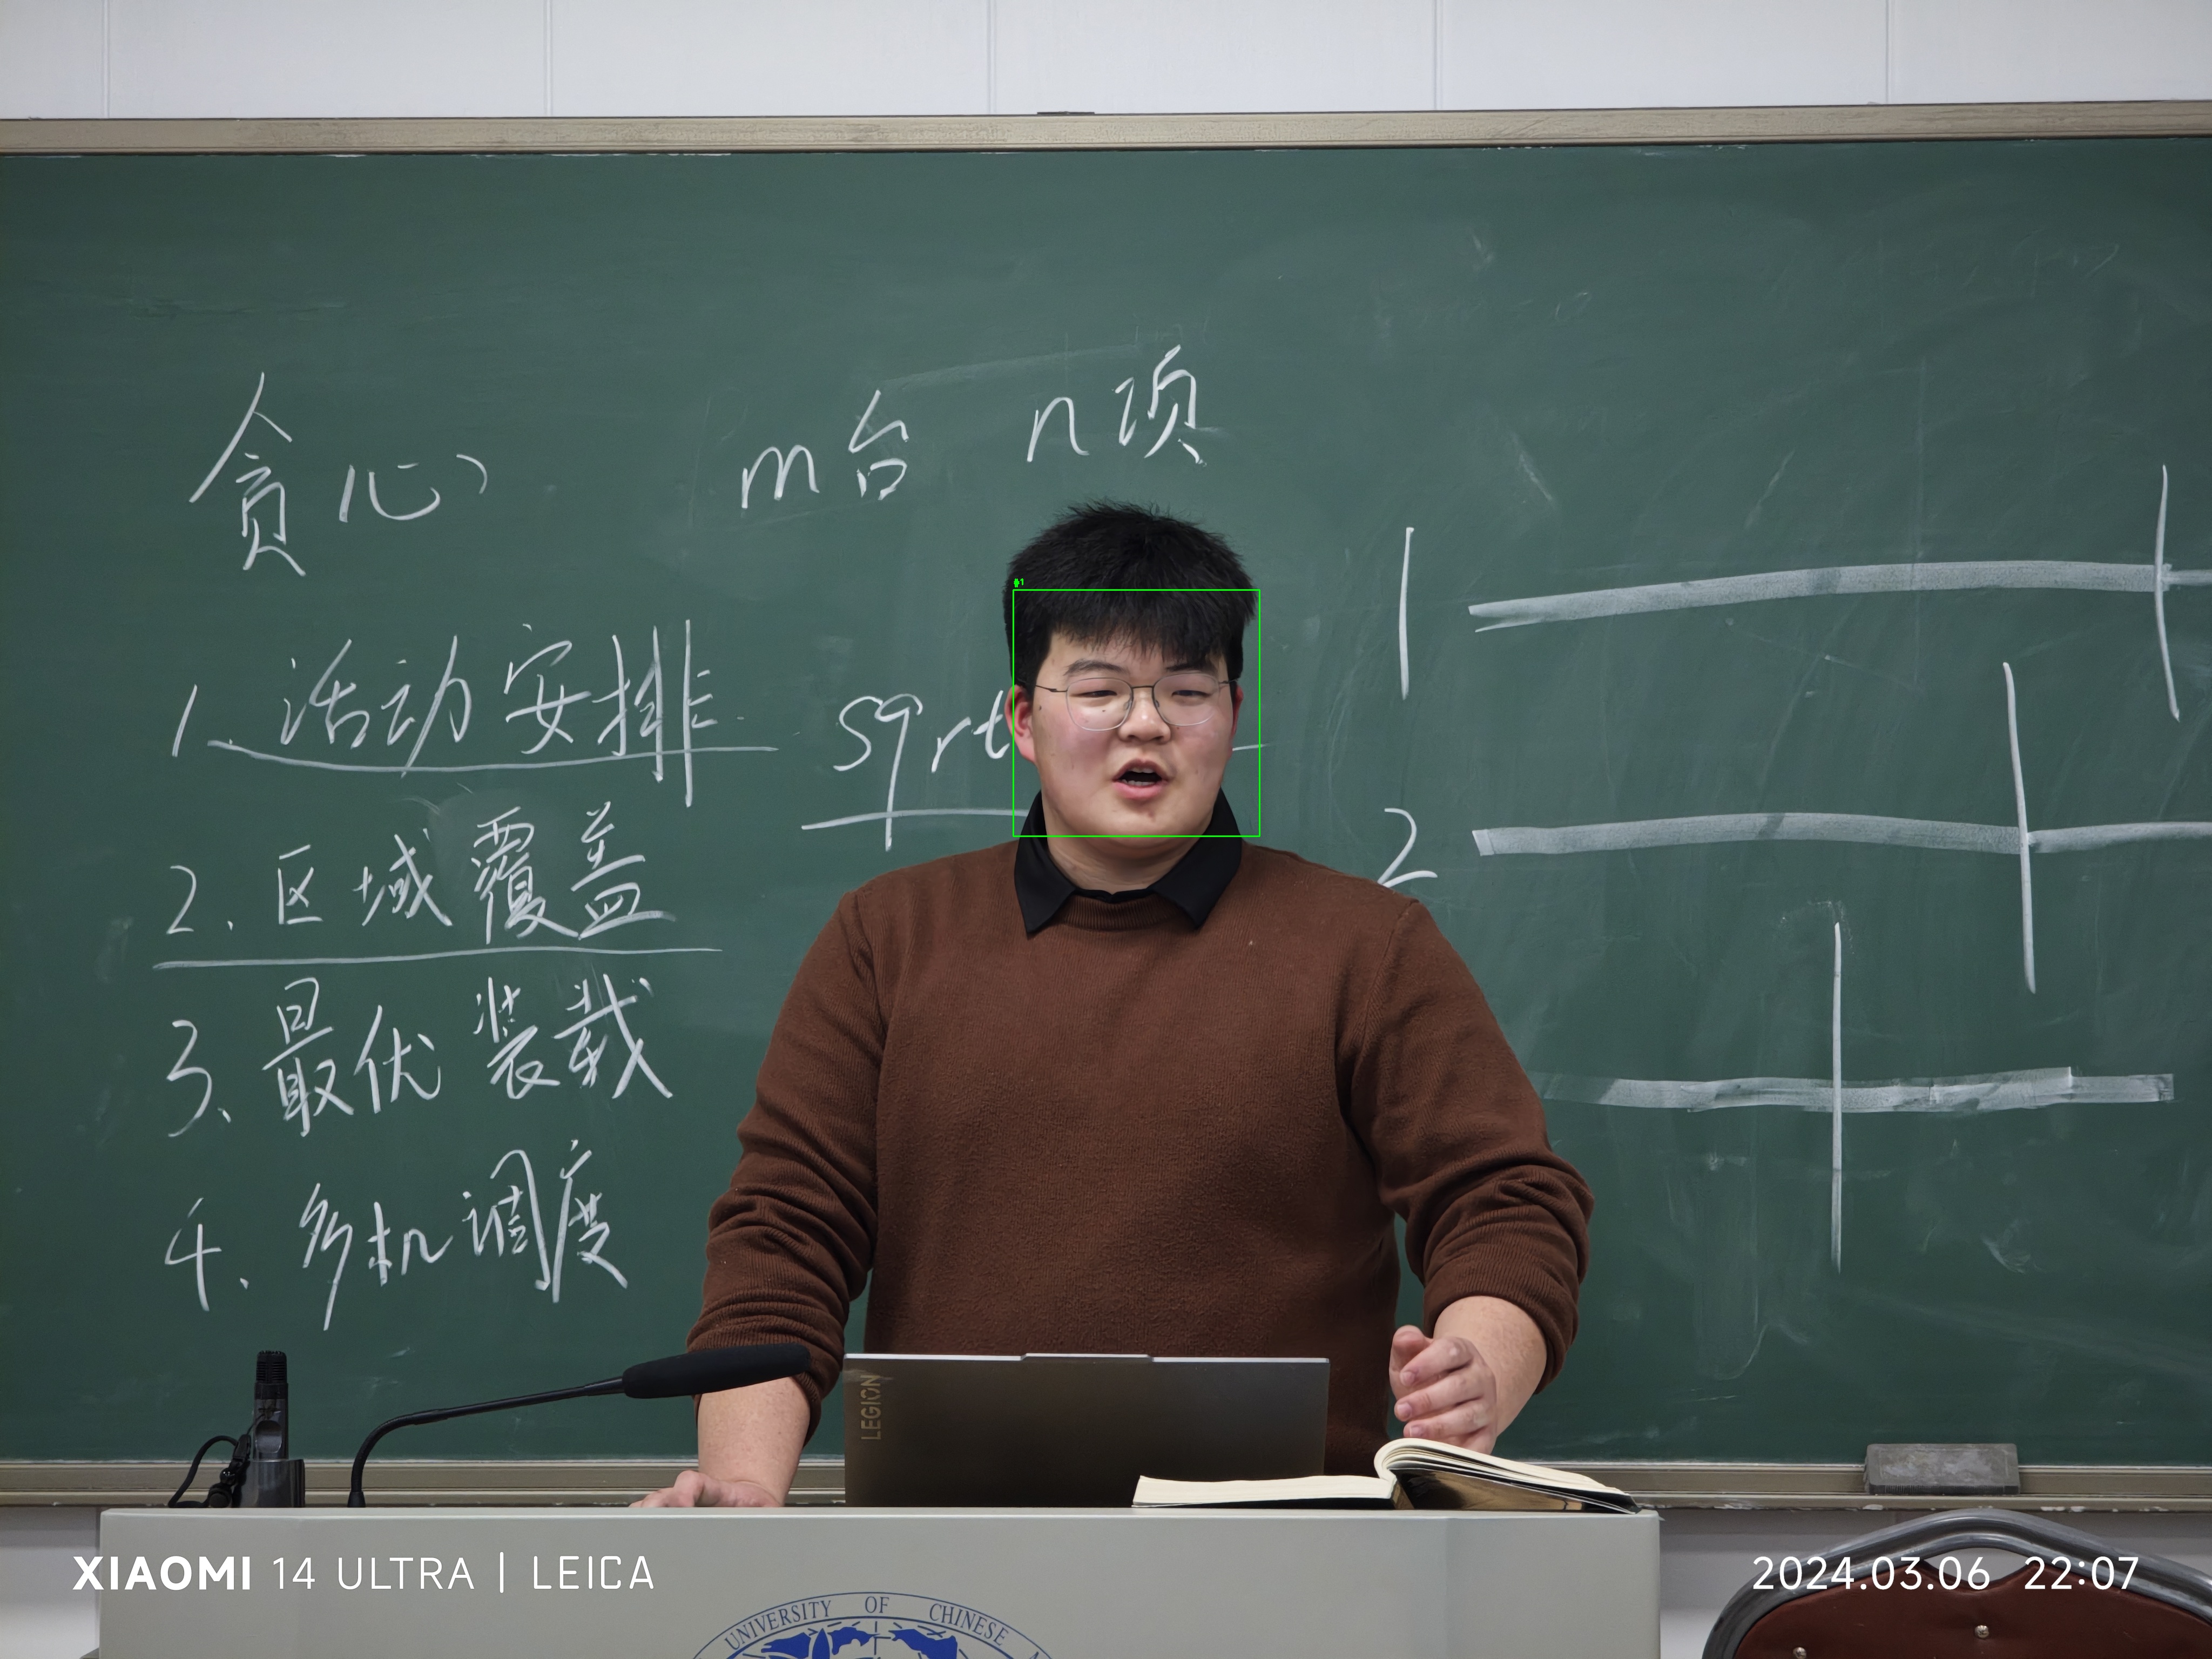 贪心
m台 n项
1. 活动安排
sqrt
2. 区域覆盖
3. 最优装载
4. 多机调度
1
2
LEGION
XIAOMI 14 ULTRA | LEICA
2024.03.06 22:07
UNIVERSITY OF CHINESE
#1